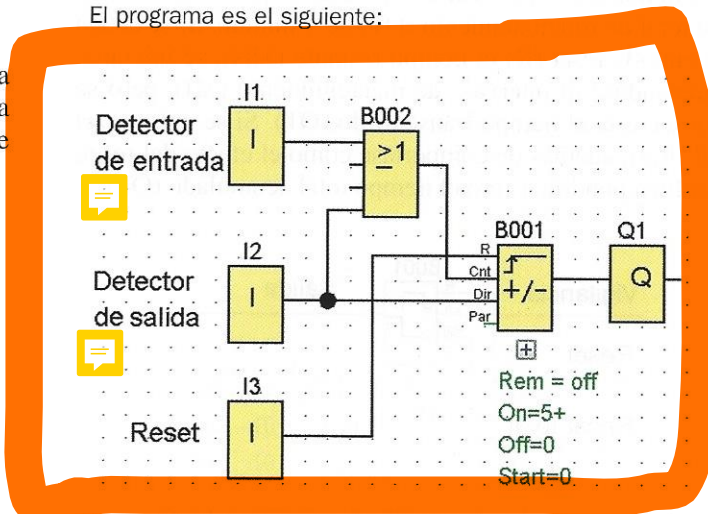 El programa es el siguiente:
a
a
e
I1
I
Detector
de entrada
B002
>1
I2
I
Detector
de salida
B001
R
Cnt
Dir
Par
+/-
Q1
Q
I3
I
Reset
Rem = off
On=5+
Off=0
Start=0